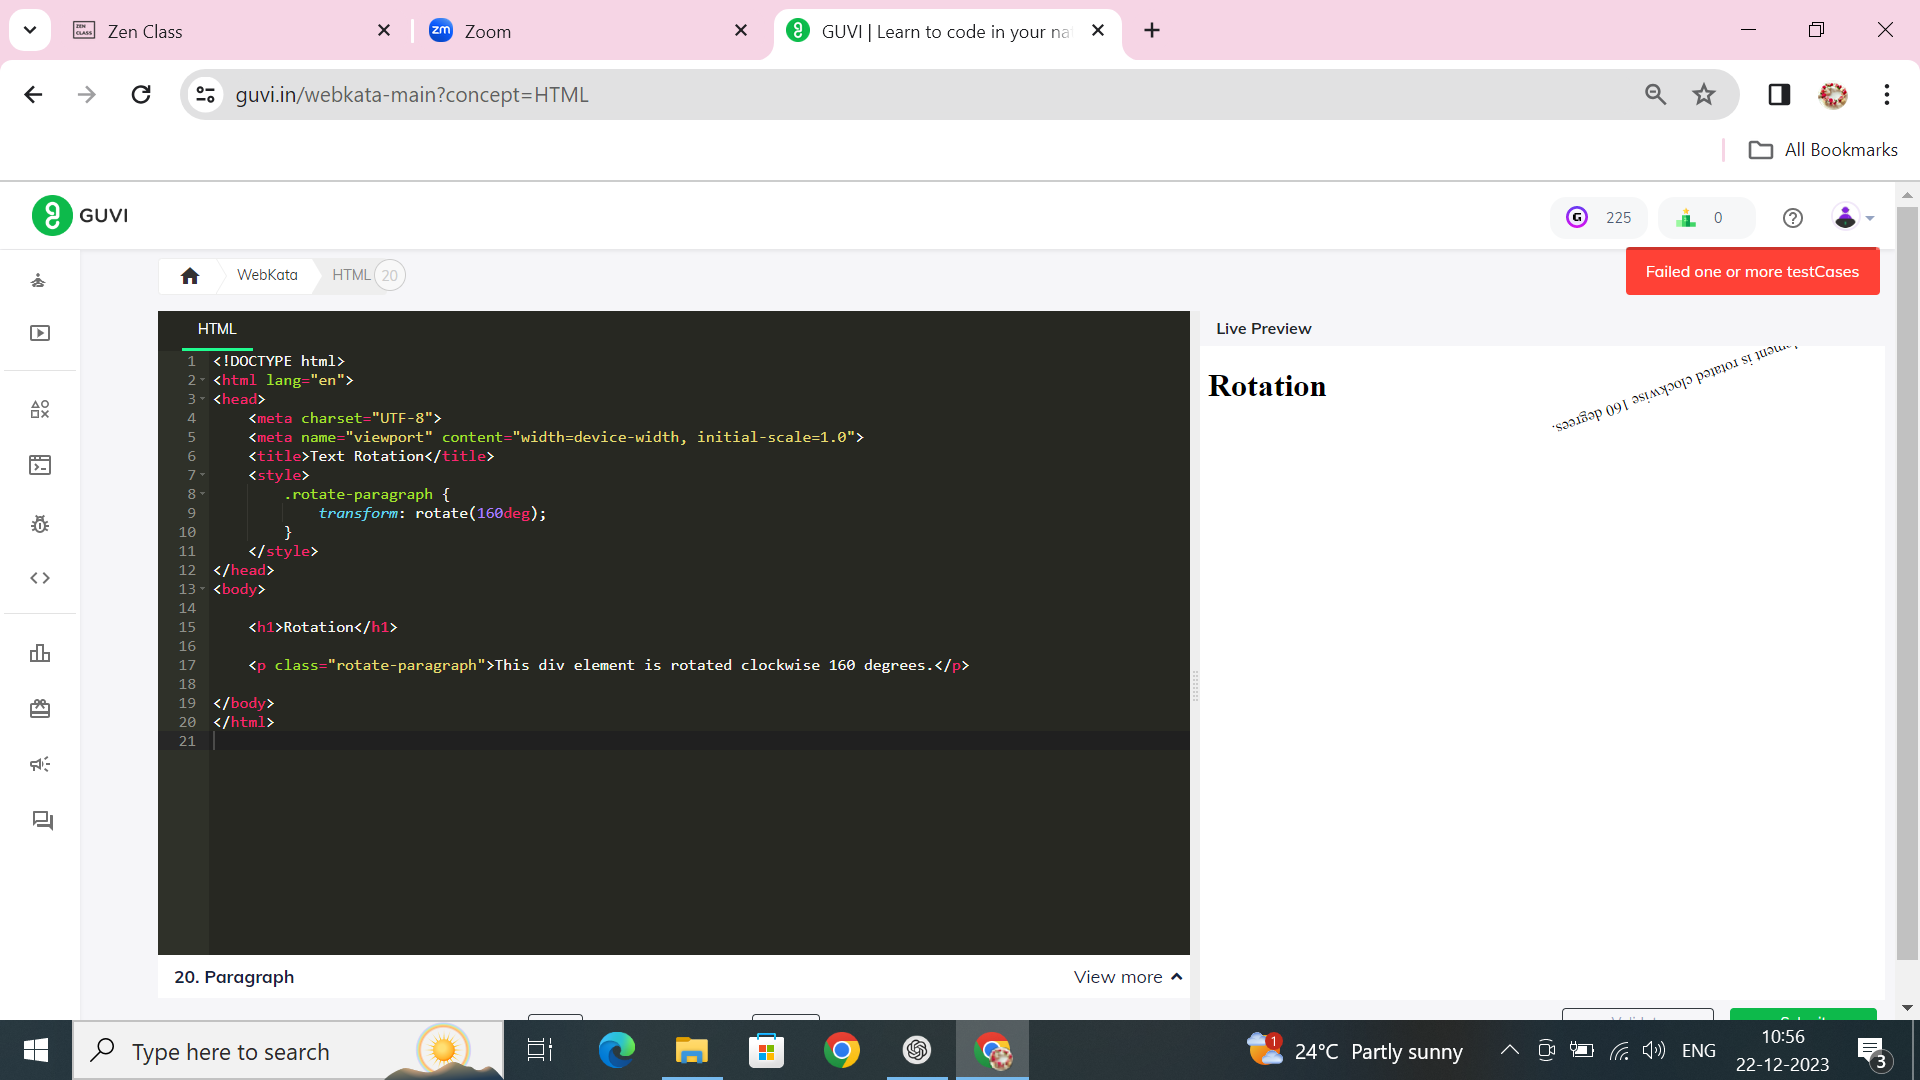 Zen Class
Zoom
GUVI | Learn to code in your na
guvi.in/webkata-main?concept=HTML
All Bookmarks
GUVI
225
0
WebKata
HTML
20
Failed one or more testCases
HTML
1 <!DOCTYPE html>
2 <html lang="en">
3 <head>
4 <meta charset="UTF-8">
5 <meta name="viewport" content="width=device-width, initial-scale=1.0">
6 <title>Text Rotation</title>
7 <style>
8 .rotate-paragraph {
9 transform: rotate(160deg);
10 }
11 </style>
12 </head>
13 <body>
14
15 <h1>Rotation</h1>
16
17 <p class="rotate-paragraph">This div element is rotated clockwise 160 degrees.</p>
18
19 </body>
20 </html>
21
Live Preview
Rotation
is rotated clockwise 160 degrees.
20. Paragraph
View more
Type here to search
1
24°C Partly sunny
ENG
10:56
22-12-2023
3